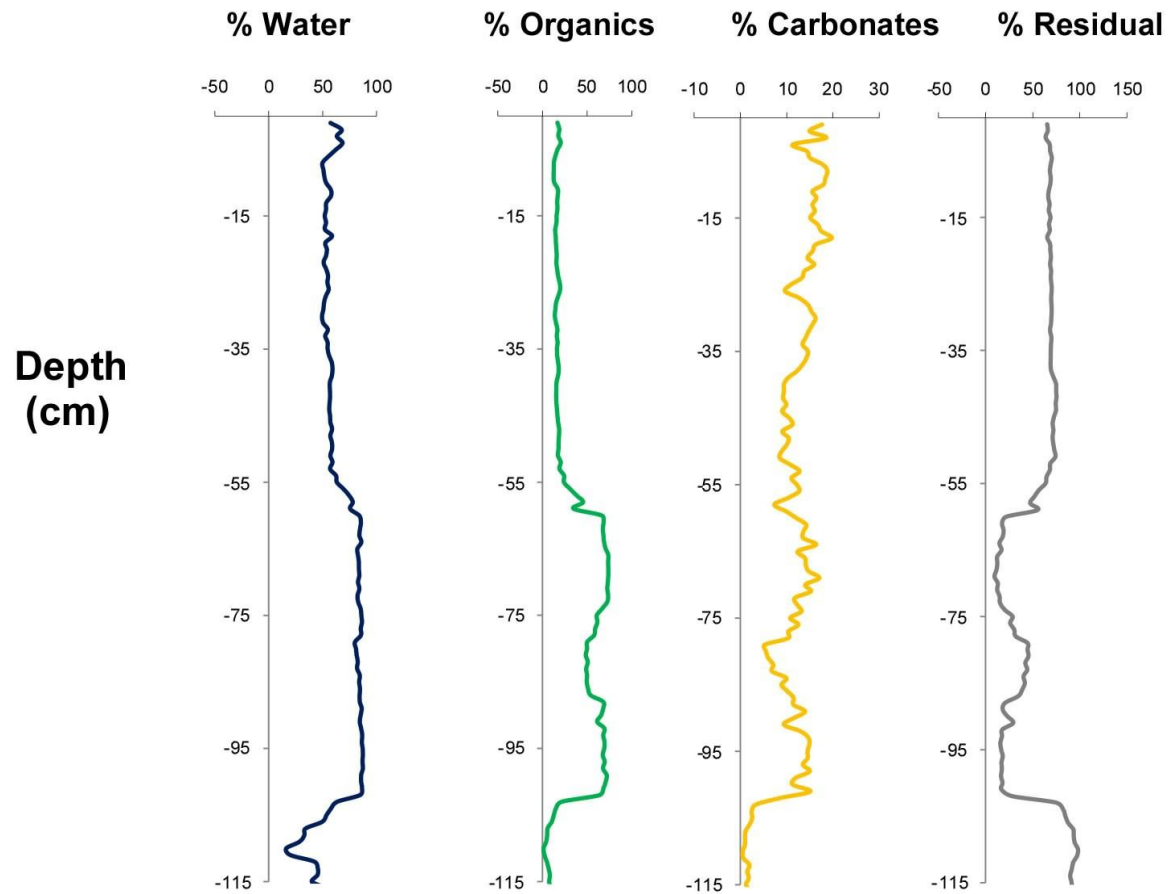 % Water % Organics % Carbonates % Residual
-50 0 50 100 -50 0 50 100 -10 0 10 20 30 -50 0 50 100 150
-15 -15 -15 -15
-35 -35 -35 -35
Depth
(cm)
-55 -55 -55 -55
-75 -75 -75 -75
-95 -95 -95 -95
-115 -115 -115 -115